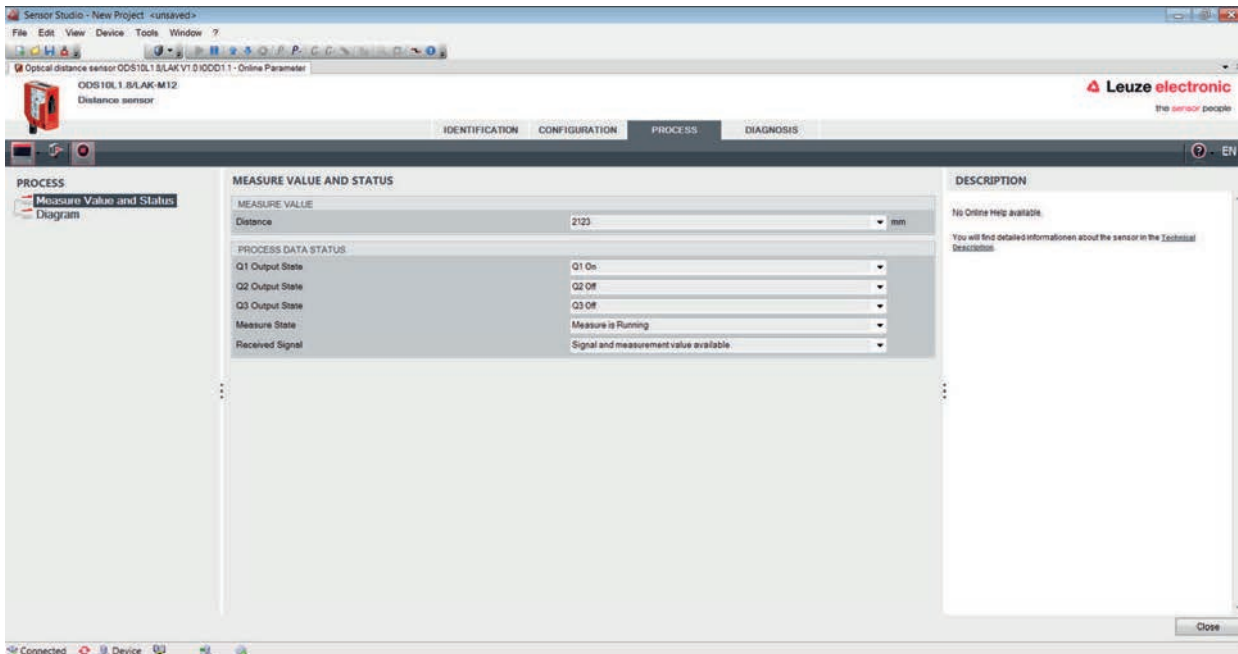 Sensor Studio - New Project <unsaved>
File Edit View Device Tools Window ?
Optical distance sensor ODS10L1.8/LAK V1.0 IODD1.1 - Online Parameter
ODS10L1.8/LAK-M12
Distance sensor
Leuze electronic
the sensor people
IDENTIFICATION CONFIGURATION PROCESS DIAGNOSIS
EN
PROCESS
Measure Value and Status
Diagram
MEASURE VALUE AND STATUS
MEASURE VALUE
Distance 2123 mm
PROCESS DATA STATUS
Q1 Output State Q1 On
Q2 Output State Q2 Off
Q3 Output State Q3 Off
Measure State Measure is Running
Received Signal Signal and measurement value available
DESCRIPTION
No Online Help available.
You will find detailed informationen about the sensor in the Technical
Description.
Close
Connected Device